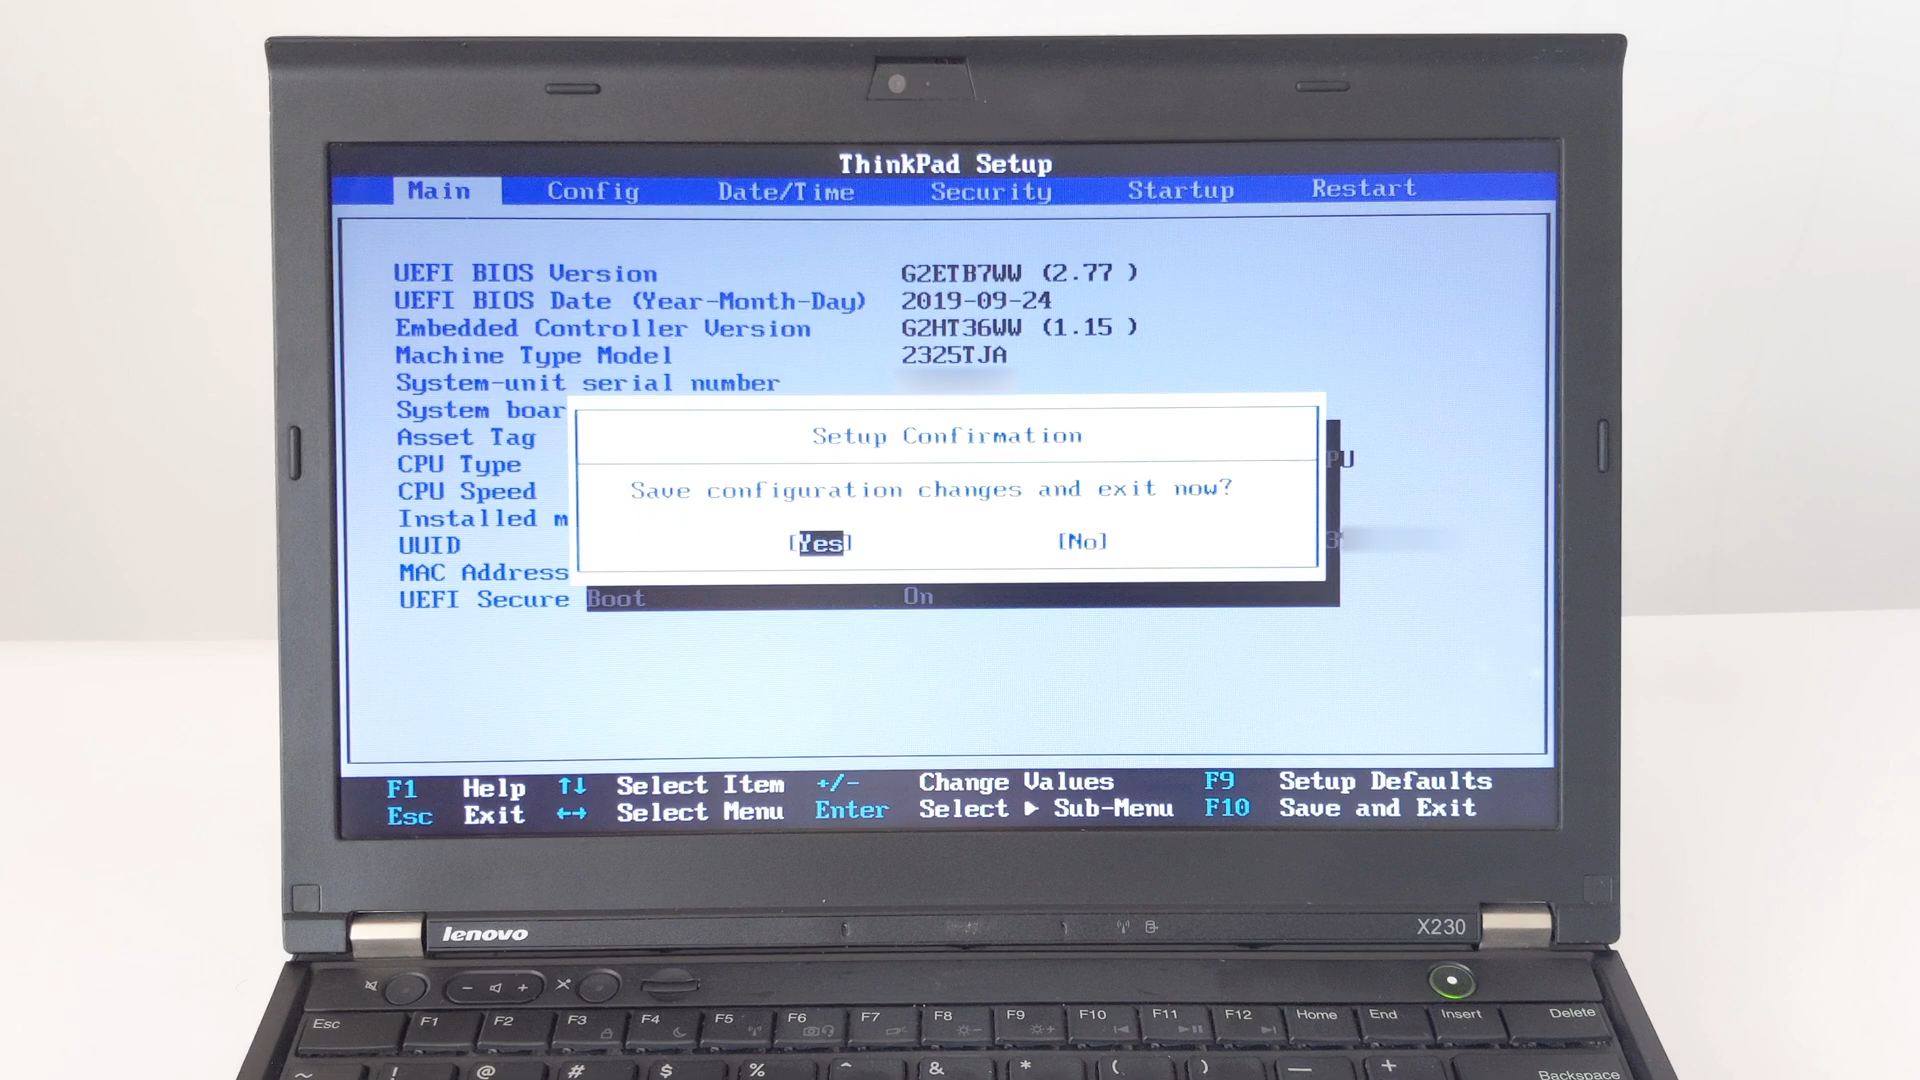 ThinkPad Setup
Main Config Date/Time Security Startup Restart
UEFI BIOS Version G2ETB7WW (2.77 )
UEFI BIOS Date (Year-Month-Day) 2019-09-24
Embedded Controller Version G2HT36WW (1.15 )
Machine Type Model 2325TJA
System-unit serial number
System boar
Asset Tag
CPU Type PU
CPU Speed
Installed m
UUID 3
MAC Address
UEFI Secure Boot On
Setup Confirmation
Save configuration changes and exit now?
[Yes] [No]
F1 Help ↑↓ Select Item +/- Change Values F9 Setup Defaults
Esc Exit ←→ Select Menu Enter Select ▶ Sub-Menu F10 Save and Exit
lenovo X230
Esc F1 F2 F3 F4 F5 F6 F7 F8 F9 F10 F11 F12 Home End Insert Delete
~ ! @ # $ % ^ & * ( ) — + Backspace